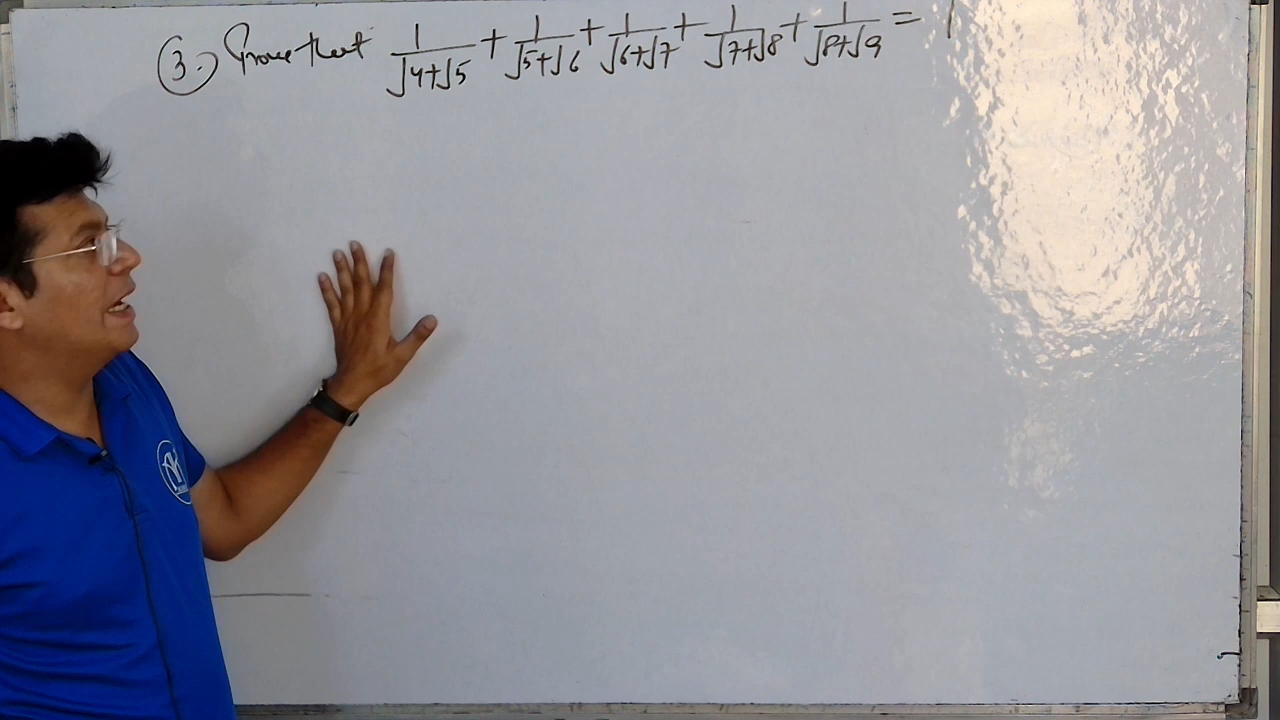 (3.) Prove that 1/(√4+√5) + 1/(√5+√6) + 1/(√6+√7) + 1/(√7+√8) + 1/(√8+√9) = 1